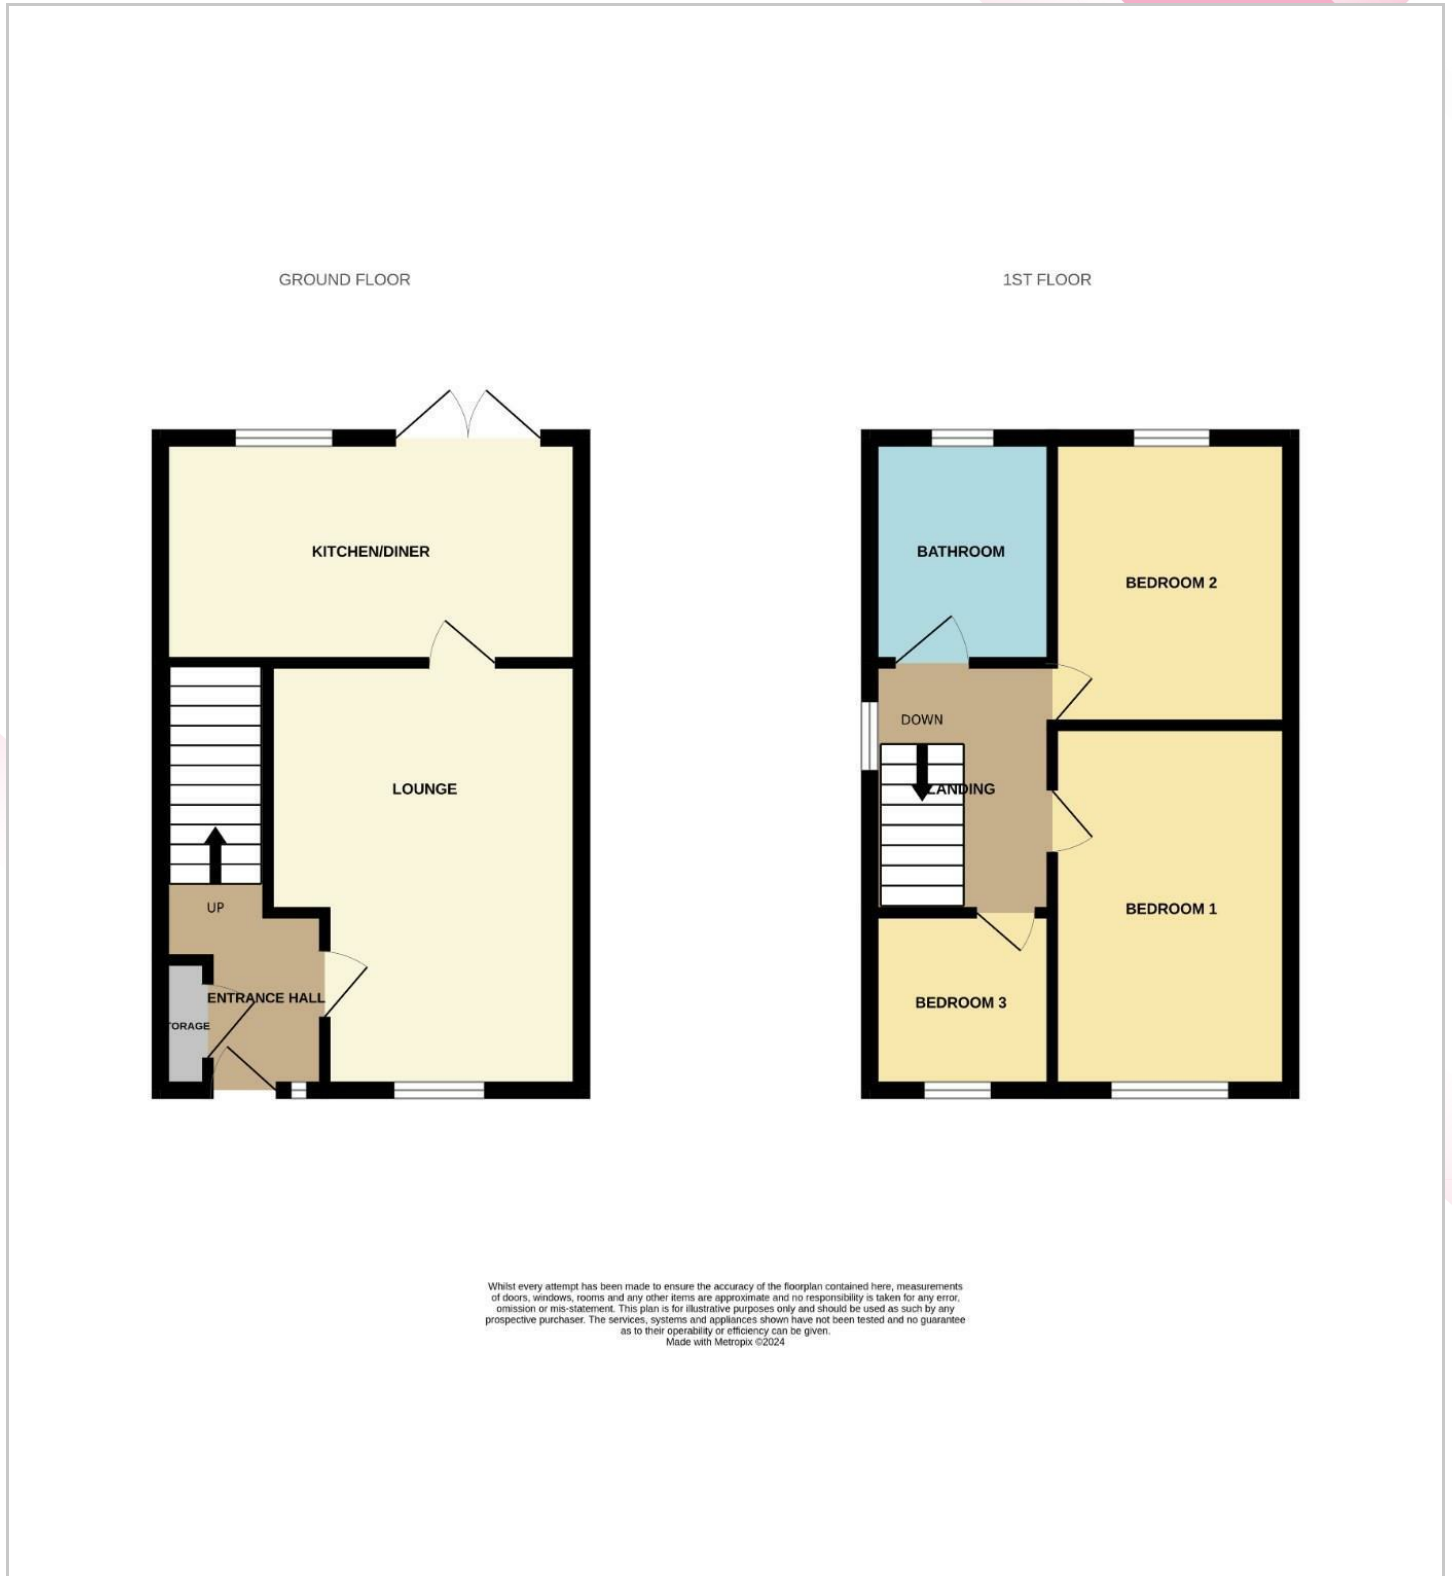 GROUND FLOOR
1ST FLOOR
KITCHEN/DINER
LOUNGE
UP
ENTRANCE HALL
TORAGE
BATHROOM
BEDROOM 2
DOWN
LANDING
BEDROOM 1
BEDROOM 3
Whilst every attempt has been made to ensure the accuracy of the floorplan contained here, measurements
of doors, windows, rooms and any other items are approximate and no responsibility is taken for any error,
omission or mis-statement. This plan is for illustrative purposes only and should be used as such by any
prospective purchaser. The services, systems and appliances shown have not been tested and no guarantee
as to their operability or efficiency can be given.
Made with Metropix ©2024